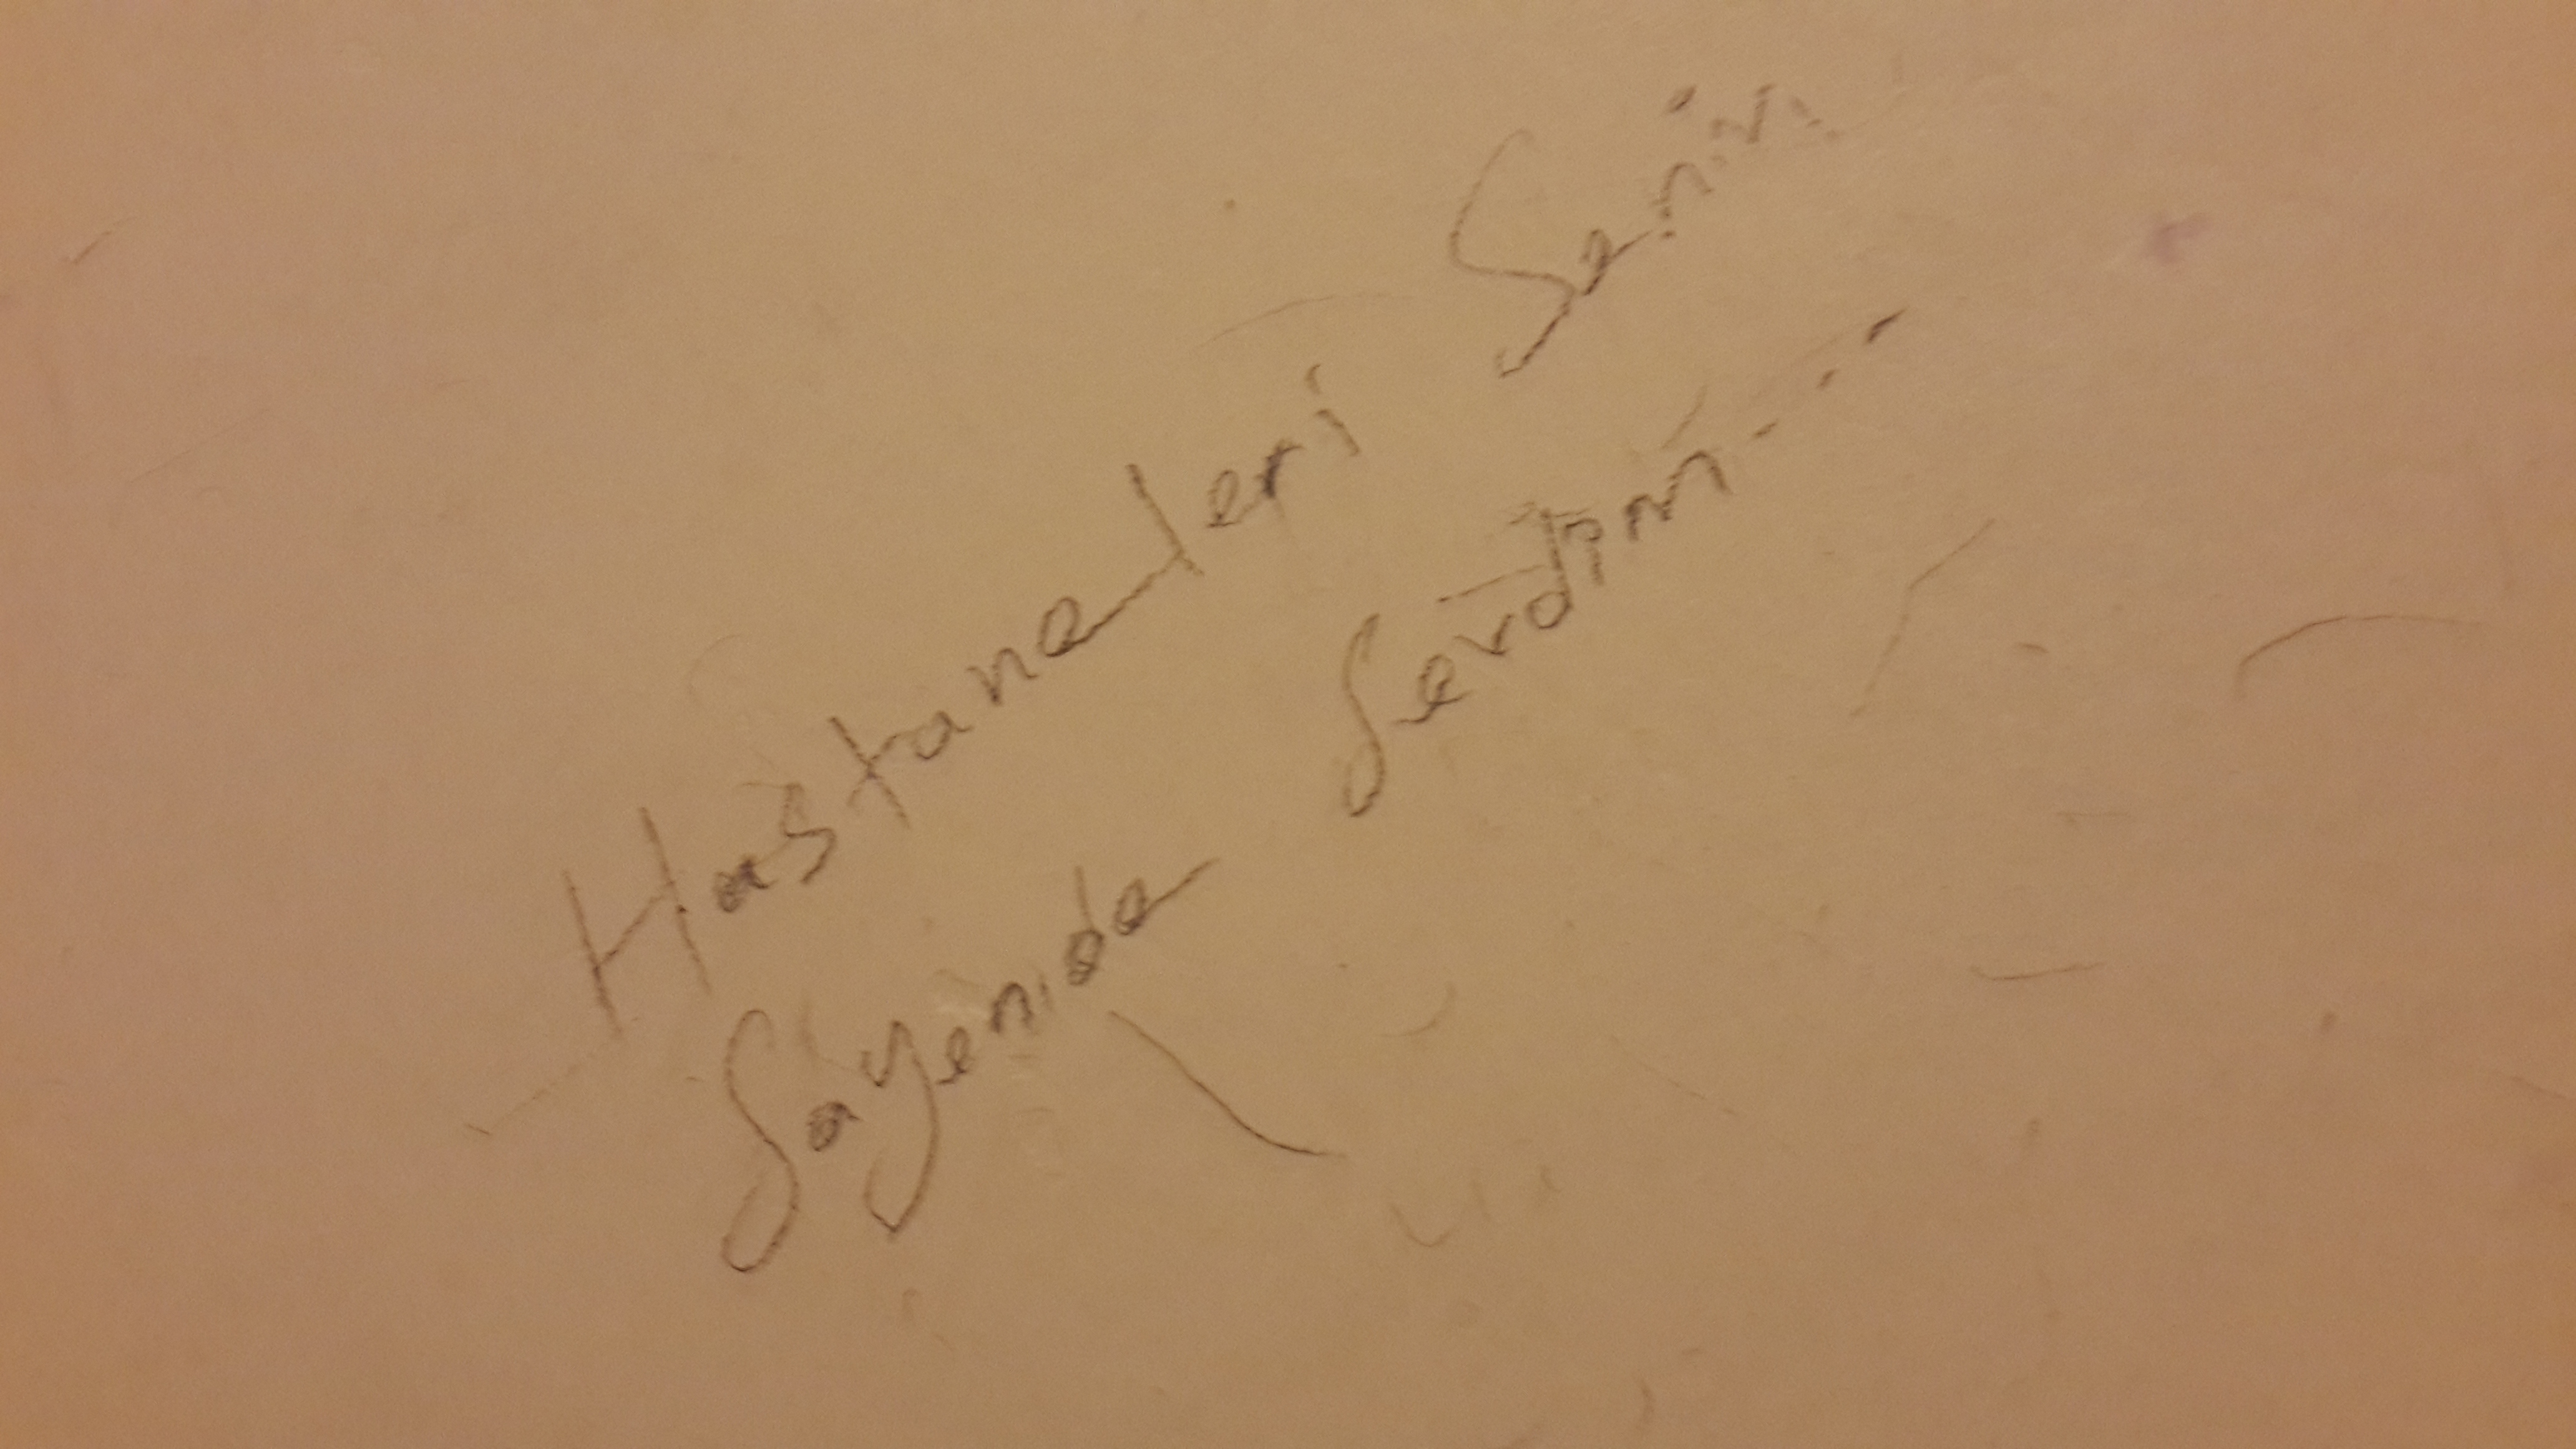 Hastaneleri Senin
Sayende Sevdim...